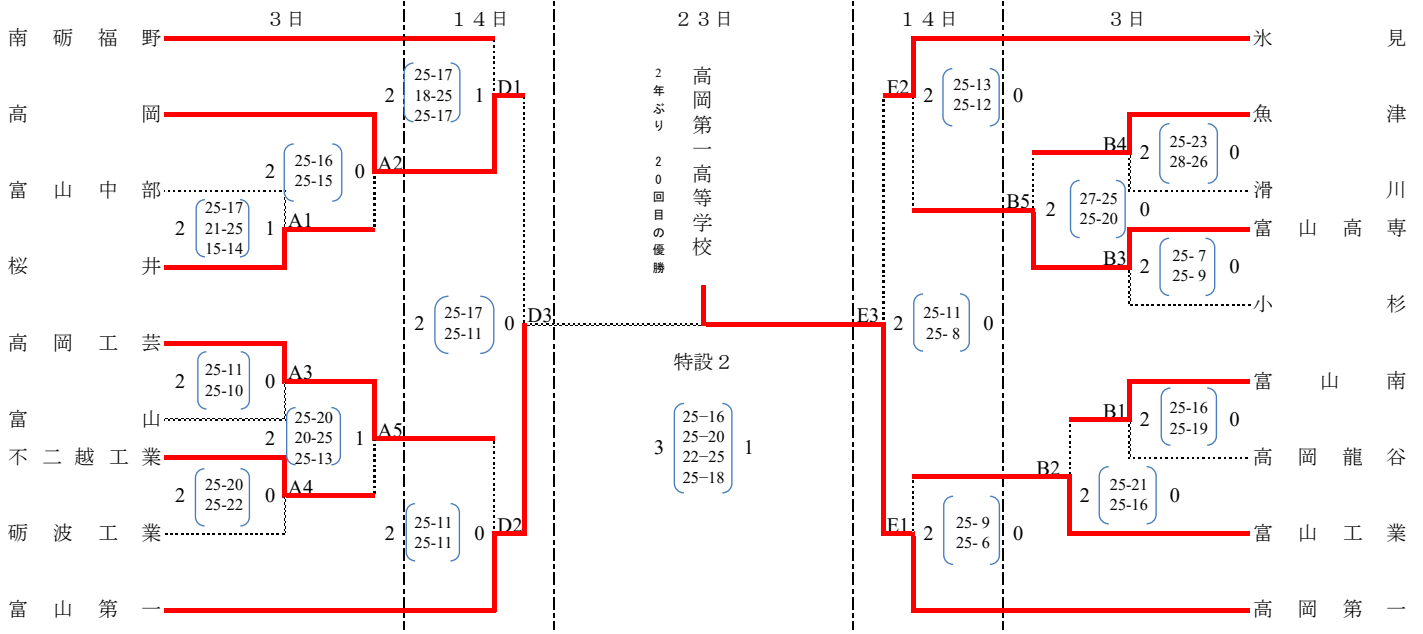 ３日
１４日
２３日
１４日
３日
南砺福野
高岡
富山中部
桜井
高岡工芸
富山
不二越工業
砺波工業
富山第一
2
25-16
25-15
0
A2
2
25-17
21-25
15-14
1
A1
2
25-11
25-10
0
A3
2
25-20
20-25
25-13
1
A5
2
25-20
25-22
0
A4
2
25-17
18-25
25-17
1
D1
2
25-17
25-11
0
D3
2
25-11
25-11
0
D2
高岡第一高等学校
２年ぶり ２０回目の優勝
特設２
3
25−16
25−20
22−25
25−18
1
E2
2
25-13
25-12
0
E3
2
25-11
25- 8
0
E1
2
25- 9
25- 6
0
B4
2
25-23
28-26
0
B5
2
27-25
25-20
0
B3
2
25- 7
25- 9
0
B1
2
25-16
25-19
0
B2
2
25-21
25-16
0
氷見
魚津
滑川
富山高専
小杉
富山南
高岡龍谷
富山工業
高岡第一